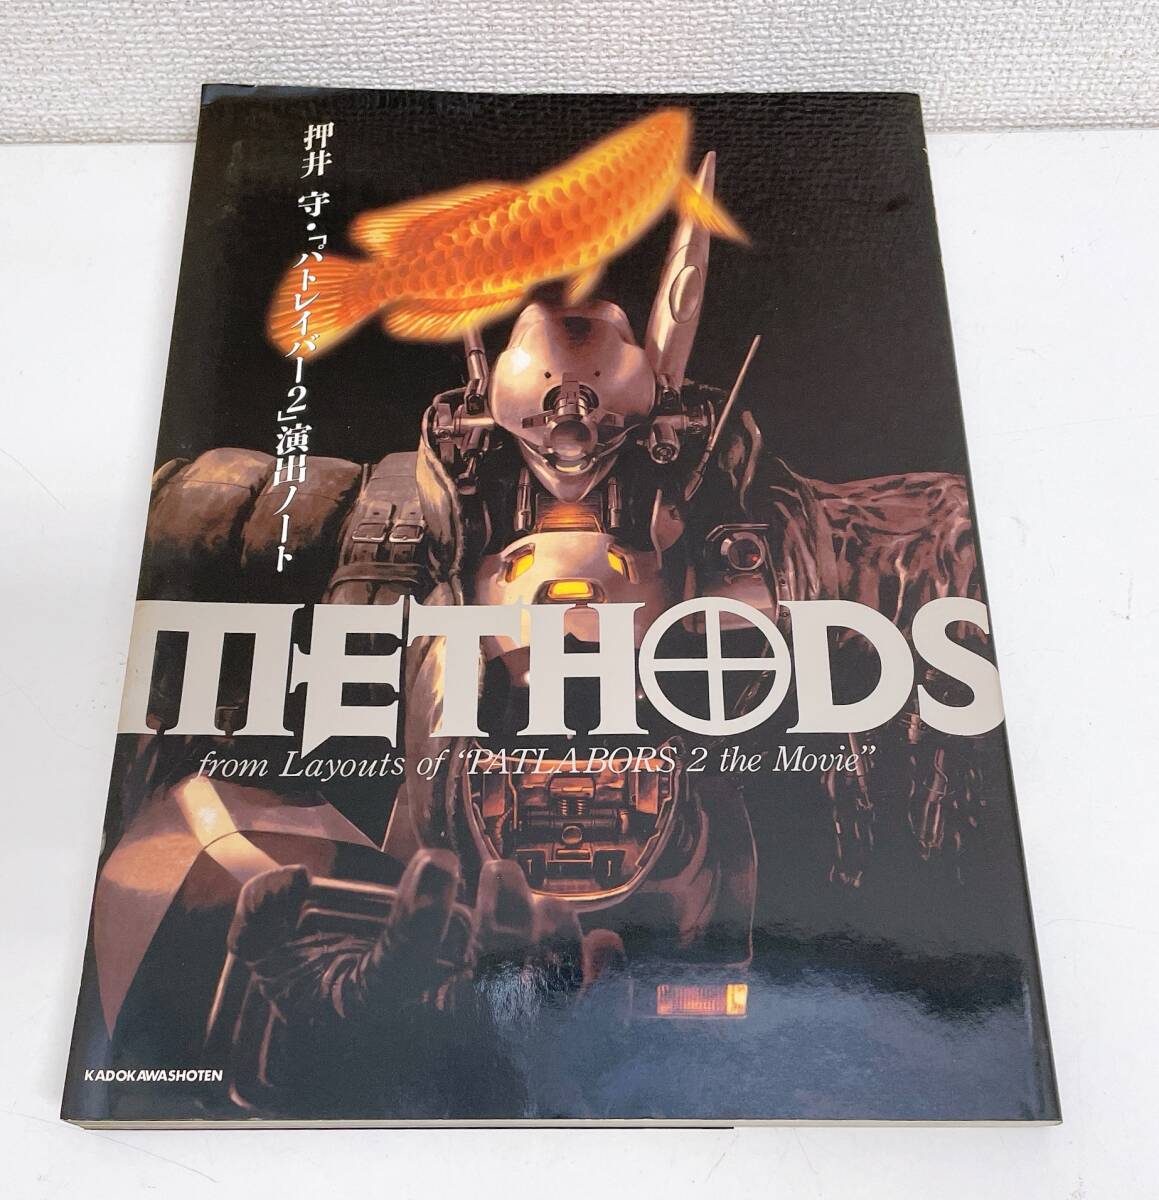 押井 守・「パトレイバー2」演出ノート
METHODS
from Layouts of “PATLABORS 2 the Movie”
KADOKAWASHOTEN